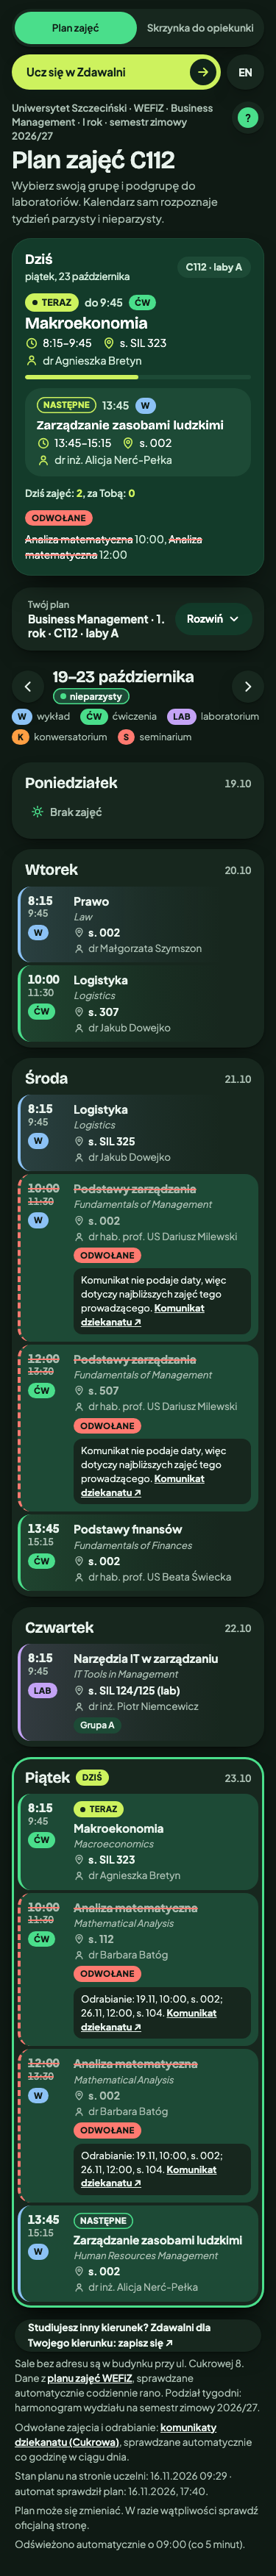 Plan zajęć
Skrzynka do opiekunki
Ucz się w Zdawalni
EN
Uniwersytet Szczeciński · WEFiZ · Business
Management · I rok · semestr zimowy
2026/27
?
Plan zajęć C112
Wybierz swoją grupę i podgrupę do
laboratoriów. Kalendarz sam rozpoznaje
tydzień parzysty i nieparzysty.
Dziś
piątek, 23 października
C112 · laby A
TERAZ do 9:45 ĆW
Makroekonomia
8:15–9:45 s. SIL 323
dr Agnieszka Bretyn
NASTĘPNE 13:45 W
Zarządzanie zasobami ludzkimi
13:45–15:15 s. 002
dr inż. Alicja Nerć-Pełka
Dziś zajęć: 2, za Tobą: 0
ODWOŁANE
Analiza matematyczna 10:00, Analiza
matematyczna 12:00
Twój plan
Business Management · 1.
rok · C112 · laby A
Rozwiń
19–23 października
nieparzysty
W wykład ĆW ćwiczenia LAB laboratorium
K konwersatorium S seminarium
Poniedziałek 19.10
Brak zajęć
Wtorek 20.10
8:15 Prawo
9:45 Law
W s. 002
dr Małgorzata Szymszon
10:00 Logistyka
11:30 Logistics
ĆW s. 307
dr Jakub Dowejko
Środa 21.10
8:15 Logistyka
9:45 Logistics
W s. SIL 325
dr Jakub Dowejko
10:00 Podstawy zarządzania
11:30 Fundamentals of Management
W s. 002
dr hab. prof. US Dariusz Milewski
ODWOŁANE
Komunikat nie podaje daty, więc
dotyczy najbliższych zajęć tego
prowadzącego. Komunikat
dziekanatu ↗
12:00 Podstawy zarządzania
13:30 Fundamentals of Management
ĆW s. 507
dr hab. prof. US Dariusz Milewski
ODWOŁANE
Komunikat nie podaje daty, więc
dotyczy najbliższych zajęć tego
prowadzącego. Komunikat
dziekanatu ↗
13:45 Podstawy finansów
15:15 Fundamentals of Finances
ĆW s. 002
dr hab. prof. US Beata Świecka
Czwartek 22.10
8:15 Narzędzia IT w zarządzaniu
9:45 IT Tools in Management
LAB s. SIL 124/125 (lab)
dr inż. Piotr Niemcewicz
Grupa A
Piątek DZIŚ 23.10
8:15 TERAZ
9:45 Makroekonomia
ĆW Macroeconomics
s. SIL 323
dr Agnieszka Bretyn
10:00 Analiza matematyczna
11:30 Mathematical Analysis
ĆW s. 112
dr Barbara Batóg
ODWOŁANE
Odrabianie: 19.11, 10:00, s. 002;
26.11, 12:00, s. 104. Komunikat
dziekanatu ↗
12:00 Analiza matematyczna
13:30 Mathematical Analysis
W s. 002
dr Barbara Batóg
ODWOŁANE
Odrabianie: 19.11, 10:00, s. 002;
26.11, 12:00, s. 104. Komunikat
dziekanatu ↗
13:45 NASTĘPNE
15:15 Zarządzanie zasobami ludzkimi
W Human Resources Management
s. 002
dr inż. Alicja Nerć-Pełka
Studiujesz inny kierunek? Zdawalni dla
Twojego kierunku: zapisz się ↗
Sale bez adresu są w budynku przy ul. Cukrowej 8.
Dane z planu zajęć WEFiZ, sprawdzane
automatycznie codziennie rano. Podział tygodni:
harmonogram wydziału na semestr zimowy 2026/27.
Odwołane zajęcia i odrabianie: komunikaty
dziekanatu (Cukrowa), sprawdzane automatycznie
co godzinę w ciągu dnia.
Stan planu na stronie uczelni: 16.11.2026 09:29 ·
automat sprawdził plan: 16.11.2026, 17:40.
Plan może się zmieniać. W razie wątpliwości sprawdź
oficjalną stronę.
Odświeżono automatycznie o 09:00 (co 5 minut).